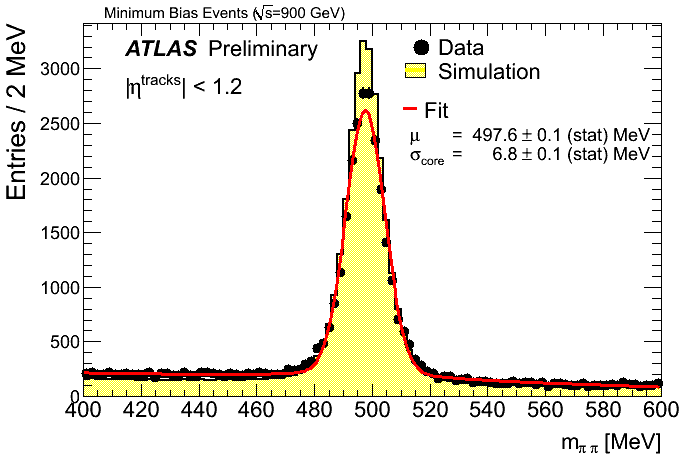 Minimum Bias Events (√s=900 GeV)
ATLAS Preliminary
|η^tracks| < 1.2
Data
Simulation
Fit
μ = 497.6 ± 0.1 (stat) MeV
σ_core = 6.8 ± 0.1 (stat) MeV
Entries / 2 MeV
3000
2500
2000
1500
1000
500
0
400 420 440 460 480 500 520 540 560 580 600
m_ππ [MeV]